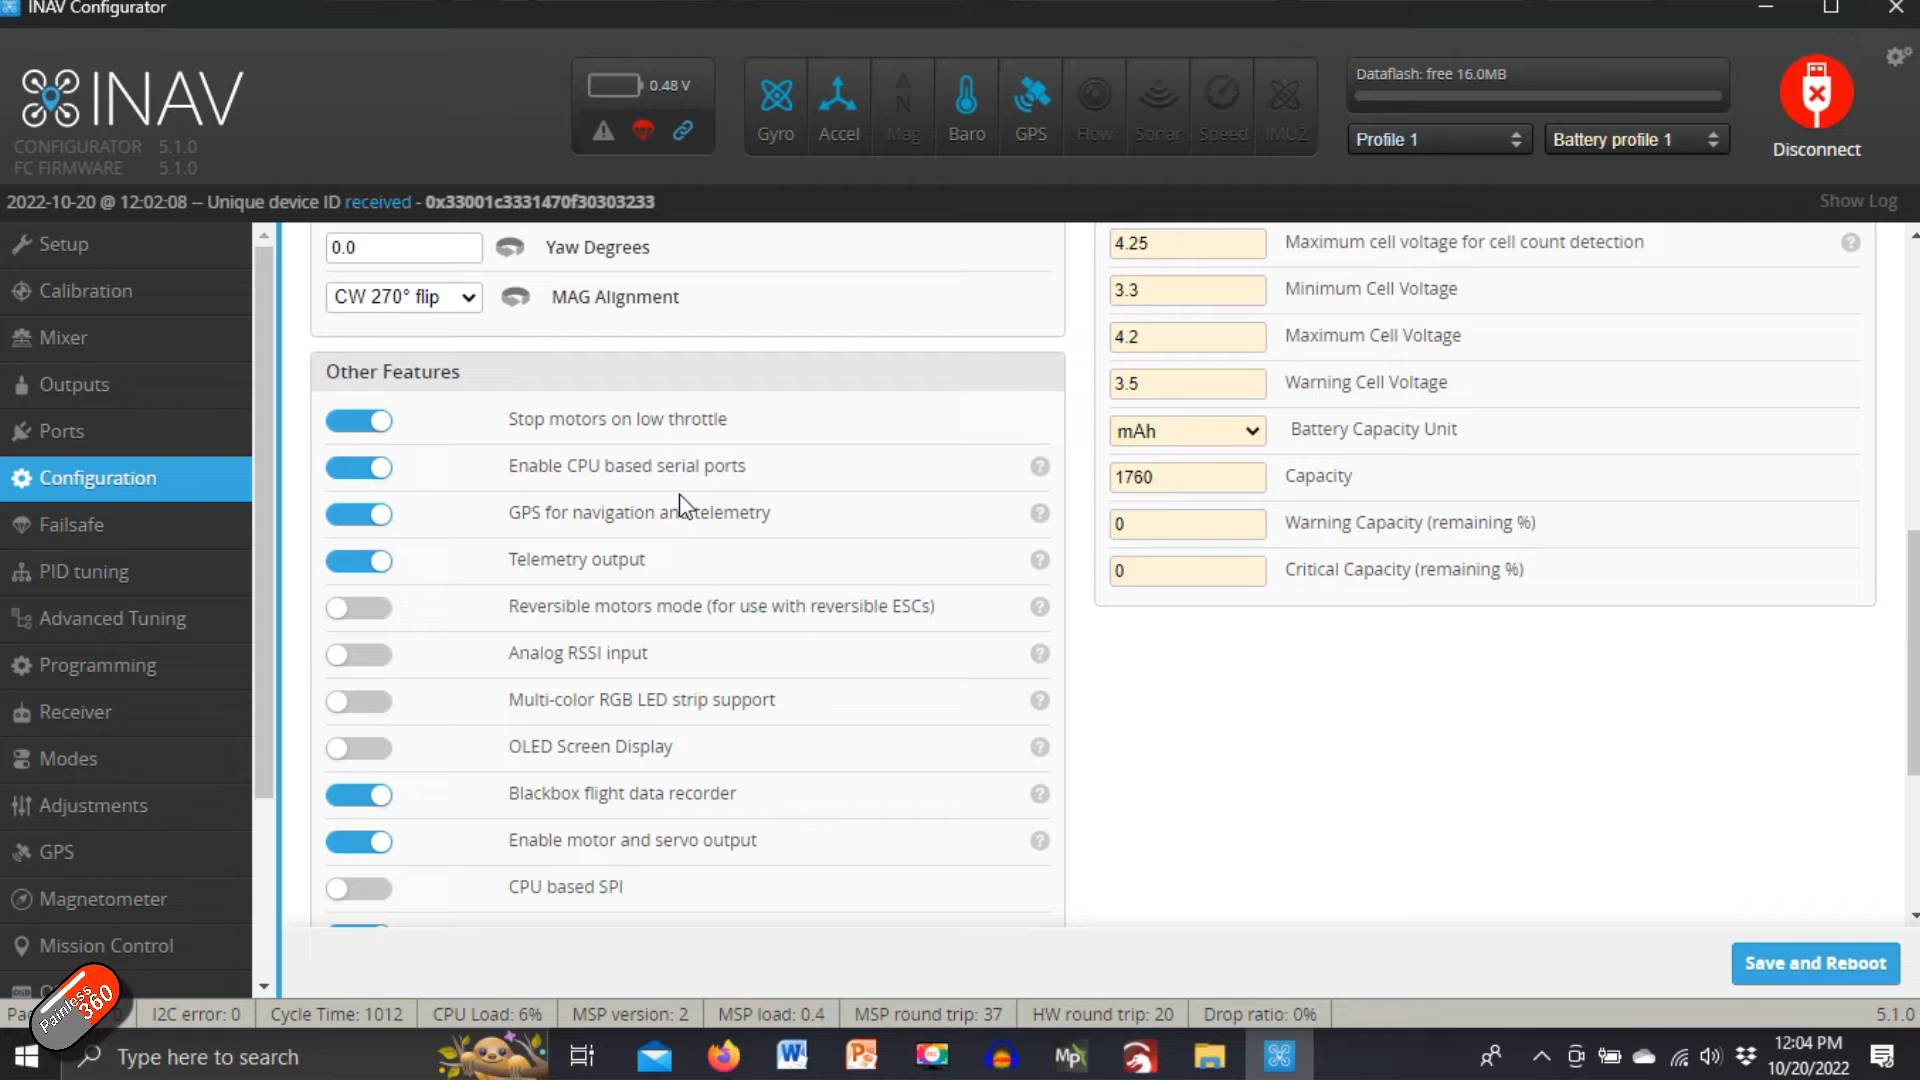 INAV Configurator
INAV
CONFIGURATOR 5.1.0
FC FIRMWARE 5.1.0
0.48 V
Gyro
Accel
Mag
Baro
GPS
Flow
Sonar
Speed
IMU2
Dataflash: free 16.0MB
Profile 1
Battery profile 1
Disconnect
2022-10-20 @ 12:02:08 -- Unique device ID received - 0x33001c3331470f30303233
Show Log
Setup
Calibration
Mixer
Outputs
Ports
Configuration
Failsafe
PID tuning
Advanced Tuning
Programming
Receiver
Modes
Adjustments
GPS
Magnetometer
Mission Control
0.0 Yaw Degrees
CW 270° flip MAG Alignment
Other Features
Stop motors on low throttle
Enable CPU based serial ports
GPS for navigation and telemetry
Telemetry output
Reversible motors mode (for use with reversible ESCs)
Analog RSSI input
Multi-color RGB LED strip support
OLED Screen Display
Blackbox flight data recorder
Enable motor and servo output
CPU based SPI
4.25 Maximum cell voltage for cell count detection
3.3 Minimum Cell Voltage
4.2 Maximum Cell Voltage
3.5 Warning Cell Voltage
mAh Battery Capacity Unit
1760 Capacity
0 Warning Capacity (remaining %)
0 Critical Capacity (remaining %)
Save and Reboot
Painless360
I2C error: 0
Cycle Time: 1012
CPU Load: 6%
MSP version: 2
MSP load: 0.4
MSP round trip: 37
HW round trip: 20
Drop ratio: 0%
5.1.0
Type here to search
12:04 PM
10/20/2022